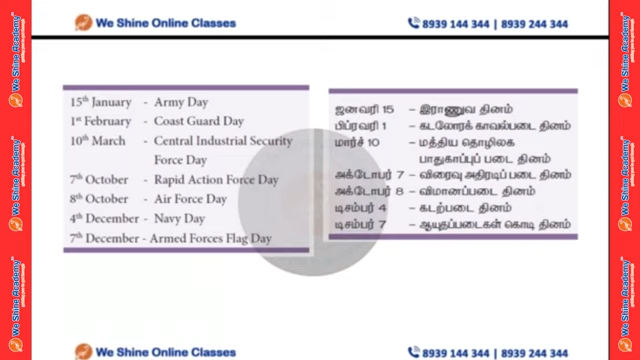 We Shine Online Classes
8939 144 344 | 8939 244 344
We Shine Academy
15th January - Army Day
1st February - Coast Guard Day
10th March - Central Industrial Security
Force Day
7th October - Rapid Action Force Day
8th October - Air Force Day
4th December - Navy Day
7th December - Armed Forces Flag Day
ஜனவரி 15 – இராணுவ தினம்
பிப்ரவரி 1 – கடலோரக் காவல்படை தினம்
மார்ச் 10 – மத்திய தொழிலக
பாதுகாப்புப் படை தினம்
அக்டோபர் 7 – விரைவு அதிரடிப் படை தினம்
அக்டோபர் 8 – விமானப்படை தினம்
டிசம்பர் 4 – கடற்படை தினம்
டிசம்பர் 7 – ஆயுதப்படைகள் கொடி தினம்
We Shine Academy
We Shine Academy
We Shine Academy
We Shine Academy
We Shine Academy
We Shine Academy
We Shine Academy
We Shine Online Classes
8939 144 344 | 8939 244 344